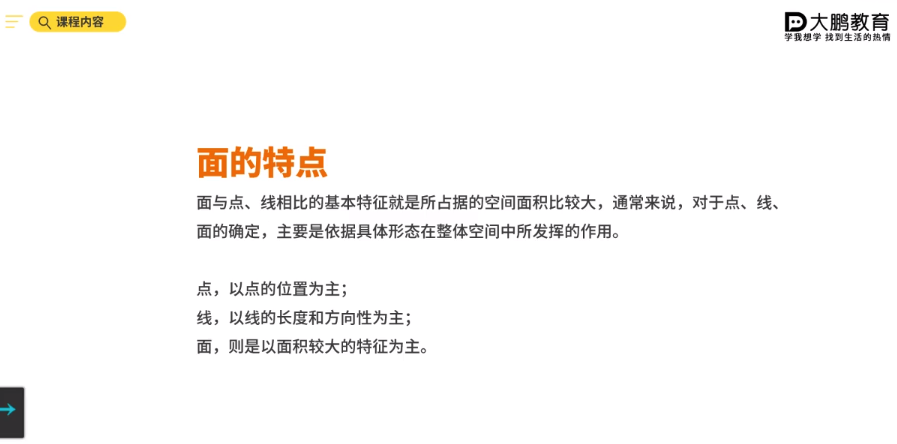 课程内容
大鹏教育
学我想学 找到生活的热情
面的特点
面与点、线相比的基本特征就是所占据的空间面积比较大，通常来说，对于点、线、
面的确定，主要是依据具体形态在整体空间中所发挥的作用。
点，以点的位置为主；
线，以线的长度和方向性为主；
面，则是以面积较大的特征为主。